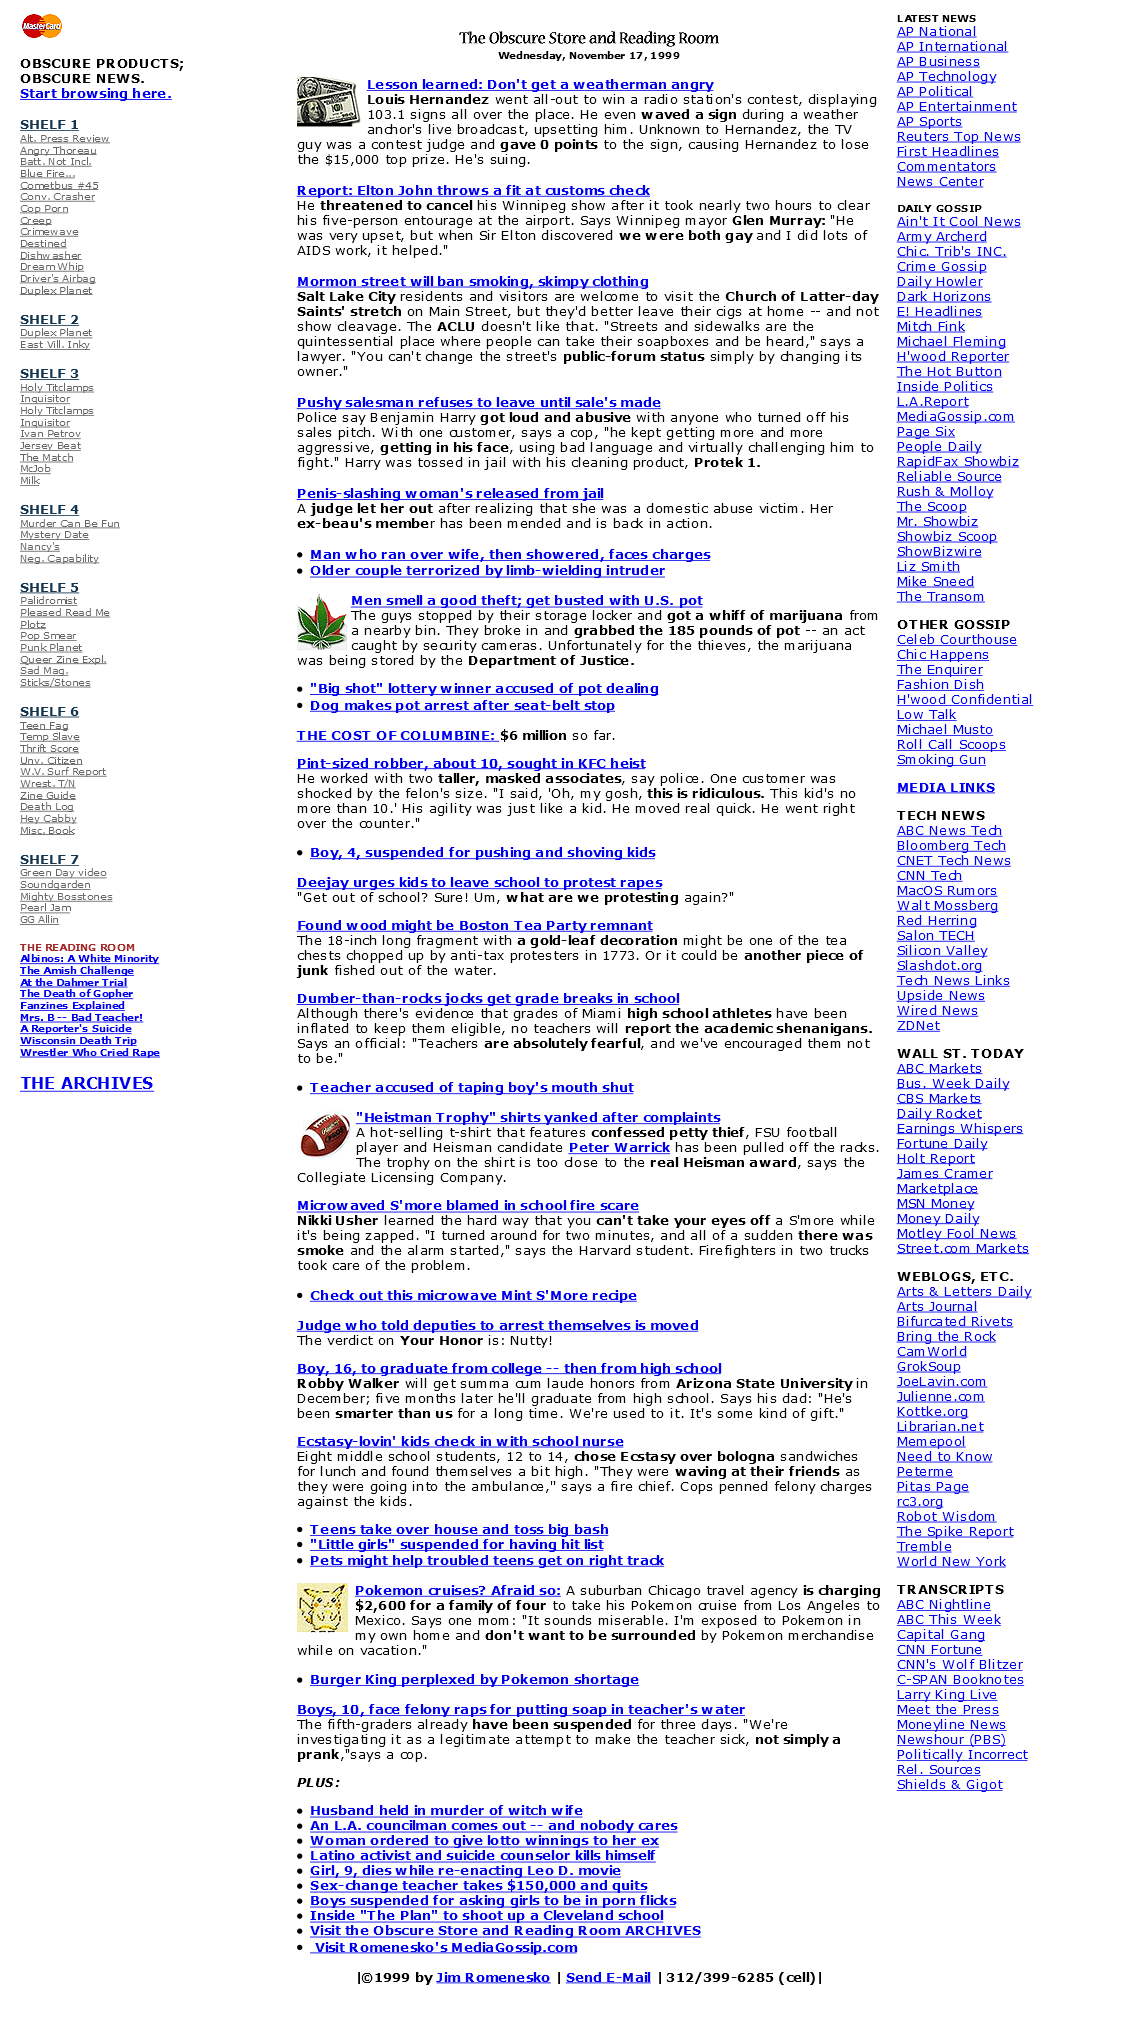 MasterCard
OBSCURE PRODUCTS;
OBSCURE NEWS.
Start browsing here.
SHELF 1
Alt. Press Review
Angry Thoreau
Batt. Not Incl.
Blue Fire...
Cometbus #45
Conv. Crasher
Cop Porn
Creep
Crimewave
Destined
Dishwasher
Dream Whip
Driver's Airbag
Duplex Planet
SHELF 2
Duplex Planet
East Vill. Inky
SHELF 3
Holy Titclamps
Inquisitor
Holy Titclamps
Inquisitor
Ivan Petrov
Jersey Beat
The Match
McJob
Milk
SHELF 4
Murder Can Be Fun
Mystery Date
Nancy's
Neg. Capability
SHELF 5
Palidromist
Pleased Read Me
Plotz
Pop Smear
Punk Planet
Queer Zine Expl.
Sad Mag.
Sticks/Stones
SHELF 6
Teen Fag
Temp Slave
Thrift Score
Unv. Citizen
W.V. Surf Report
Wrest. T/N
Zine Guide
Death Log
Hey Cabby
Misc. Book
SHELF 7
Green Day video
Soundgarden
Mighty Bosstones
Pearl Jam
GG Allin
THE READING ROOM
Albinos: A White Minority
The Amish Challenge
At the Dahmer Trial
The Death of Gopher
Fanzines Explained
Mrs. B -- Bad Teacher!
A Reporter's Suicide
Wisconsin Death Trip
Wrestler Who Cried Rape
THE ARCHIVES
The Obscure Store and Reading Room
Wednesday, November 17, 1999
Lesson learned: Don't get a weatherman angry
Louis Hernandez went all-out to win a radio station's contest, displaying
103.1 signs all over the place. He even waved a sign during a weather
anchor's live broadcast, upsetting him. Unknown to Hernandez, the TV
guy was a contest judge and gave 0 points to the sign, causing Hernandez to lose
the $15,000 top prize. He's suing.
Report: Elton John throws a fit at customs check
He threatened to cancel his Winnipeg show after it took nearly two hours to clear
his five-person entourage at the airport. Says Winnipeg mayor Glen Murray: "He
was very upset, but when Sir Elton discovered we were both gay and I did lots of
AIDS work, it helped."
Mormon street will ban smoking, skimpy clothing
Salt Lake City residents and visitors are welcome to visit the Church of Latter-day
Saints' stretch on Main Street, but they'd better leave their cigs at home -- and not
show cleavage. The ACLU doesn't like that. "Streets and sidewalks are the
quintessential place where people can take their soapboxes and be heard," says a
lawyer. "You can't change the street's public-forum status simply by changing its
owner."
Pushy salesman refuses to leave until sale's made
Police say Benjamin Harry got loud and abusive with anyone who turned off his
sales pitch. With one customer, says a cop, "he kept getting more and more
aggressive, getting in his face, using bad language and virtually challenging him to
fight." Harry was tossed in jail with his cleaning product, Protek 1.
Penis-slashing woman's released from jail
A judge let her out after realizing that she was a domestic abuse victim. Her
ex-beau's member has been mended and is back in action.
• Man who ran over wife, then showered, faces charges
• Older couple terrorized by limb-wielding intruder
Men smell a good theft; get busted with U.S. pot
The guys stopped by their storage locker and got a whiff of marijuana from
a nearby bin. They broke in and grabbed the 185 pounds of pot -- an act
caught by security cameras. Unfortunately for the thieves, the marijuana
was being stored by the Department of Justice.
• "Big shot" lottery winner accused of pot dealing
• Dog makes pot arrest after seat-belt stop
THE COST OF COLUMBINE: $6 million so far.
Pint-sized robber, about 10, sought in KFC heist
He worked with two taller, masked associates, say police. One customer was
shocked by the felon's size. "I said, 'Oh, my gosh, this is ridiculous. This kid's no
more than 10.' His agility was just like a kid. He moved real quick. He went right
over the counter."
• Boy, 4, suspended for pushing and shoving kids
Deejay urges kids to leave school to protest rapes
"Get out of school? Sure! Um, what are we protesting again?"
Found wood might be Boston Tea Party remnant
The 18-inch long fragment with a gold-leaf decoration might be one of the tea
chests chopped up by anti-tax protesters in 1773. Or it could be another piece of
junk fished out of the water.
Dumber-than-rocks jocks get grade breaks in school
Although there's evidence that grades of Miami high school athletes have been
inflated to keep them eligible, no teachers will report the academic shenanigans.
Says an official: "Teachers are absolutely fearful, and we've encouraged them not
to be."
• Teacher accused of taping boy's mouth shut
"Heistman Trophy" shirts yanked after complaints
A hot-selling t-shirt that features confessed petty thief, FSU football
player and Heisman candidate Peter Warrick has been pulled off the racks.
The trophy on the shirt is too close to the real Heisman award, says the
Collegiate Licensing Company.
Microwaved S'more blamed in school fire scare
Nikki Usher learned the hard way that you can't take your eyes off a S'more while
it's being zapped. "I turned around for two minutes, and all of a sudden there was
smoke and the alarm started," says the Harvard student. Firefighters in two trucks
took care of the problem.
• Check out this microwave Mint S'More recipe
Judge who told deputies to arrest themselves is moved
The verdict on Your Honor is: Nutty!
Boy, 16, to graduate from college -- then from high school
Robby Walker will get summa cum laude honors from Arizona State University in
December; five months later he'll graduate from high school. Says his dad: "He's
been smarter than us for a long time. We're used to it. It's some kind of gift."
Ecstasy-lovin' kids check in with school nurse
Eight middle school students, 12 to 14, chose Ecstasy over bologna sandwiches
for lunch and found themselves a bit high. "They were waving at their friends as
they were going into the ambulance," says a fire chief. Cops penned felony charges
against the kids.
• Teens take over house and toss big bash
• "Little girls" suspended for having hit list
• Pets might help troubled teens get on right track
Pokemon cruises? Afraid so: A suburban Chicago travel agency is charging
$2,600 for a family of four to take his Pokemon cruise from Los Angeles to
Mexico. Says one mom: "It sounds miserable. I'm exposed to Pokemon in
my own home and don't want to be surrounded by Pokemon merchandise
while on vacation."
• Burger King perplexed by Pokemon shortage
Boys, 10, face felony raps for putting soap in teacher's water
The fifth-graders already have been suspended for three days. "We're
investigating it as a legitimate attempt to make the teacher sick, not simply a
prank,"says a cop.
PLUS:
• Husband held in murder of witch wife
• An L.A. councilman comes out -- and nobody cares
• Woman ordered to give lotto winnings to her ex
• Latino activist and suicide counselor kills himself
• Girl, 9, dies while re-enacting Leo D. movie
• Sex-change teacher takes $150,000 and quits
• Boys suspended for asking girls to be in porn flicks
• Inside "The Plan" to shoot up a Cleveland school
• Visit the Obscure Store and Reading Room ARCHIVES
• Visit Romenesko's MediaGossip.com
|©1999 by Jim Romenesko | Send E-Mail | 312/399-6285 (cell)|
LATEST NEWS
AP National
AP International
AP Business
AP Technology
AP Political
AP Entertainment
AP Sports
Reuters Top News
First Headlines
Commentators
News Center
DAILY GOSSIP
Ain't It Cool News
Army Archerd
Chic. Trib's INC.
Crime Gossip
Daily Howler
Dark Horizons
E! Headlines
Mitch Fink
Michael Fleming
H'wood Reporter
The Hot Button
Inside Politics
L.A.Report
MediaGossip.com
Page Six
People Daily
RapidFax Showbiz
Reliable Source
Rush & Molloy
The Scoop
Mr. Showbiz
Showbiz Scoop
ShowBizwire
Liz Smith
Mike Sneed
The Transom
OTHER GOSSIP
Celeb Courthouse
Chic Happens
The Enquirer
Fashion Dish
H'wood Confidential
Low Talk
Michael Musto
Roll Call Scoops
Smoking Gun
MEDIA LINKS
TECH NEWS
ABC News Tech
Bloomberg Tech
CNET Tech News
CNN Tech
MacOS Rumors
Walt Mossberg
Red Herring
Salon TECH
Silicon Valley
Slashdot.org
Tech News Links
Upside News
Wired News
ZDNet
WALL ST. TODAY
ABC Markets
Bus. Week Daily
CBS Markets
Daily Rocket
Earnings Whispers
Fortune Daily
Holt Report
James Cramer
Marketplace
MSN Money
Money Daily
Motley Fool News
Street.com Markets
WEBLOGS, ETC.
Arts & Letters Daily
Arts Journal
Bifurcated Rivets
Bring the Rock
CamWorld
GrokSoup
JoeLavin.com
Julienne.com
Kottke.org
Librarian.net
Memepool
Need to Know
Peterme
Pitas Page
rc3.org
Robot Wisdom
The Spike Report
Tremble
World New York
TRANSCRIPTS
ABC Nightline
ABC This Week
Capital Gang
CNN Fortune
CNN's Wolf Blitzer
C-SPAN Booknotes
Larry King Live
Meet the Press
Moneyline News
Newshour (PBS)
Politically Incorrect
Rel. Sources
Shields & Gigot